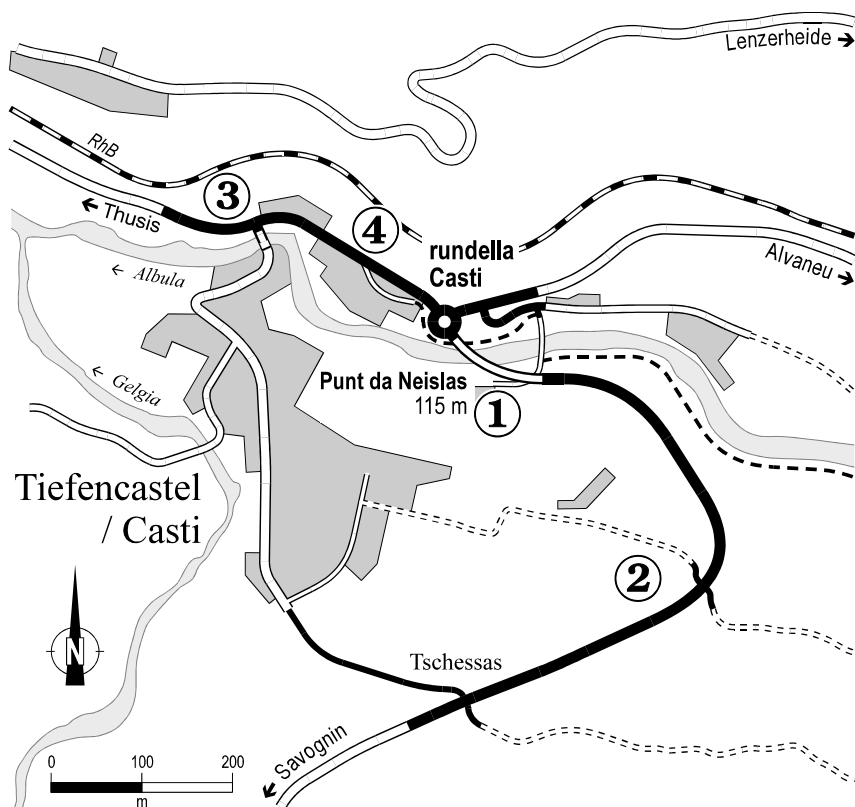 Lenzerheide
RhB
③
Thusis
④
rundella
Casti
Alvaneu
Albula
Gelgia
Punt da Neislas
115 m
①
Tiefencastel
/ Casti
②
N
Tschessas
Savognin
0 100 200
m